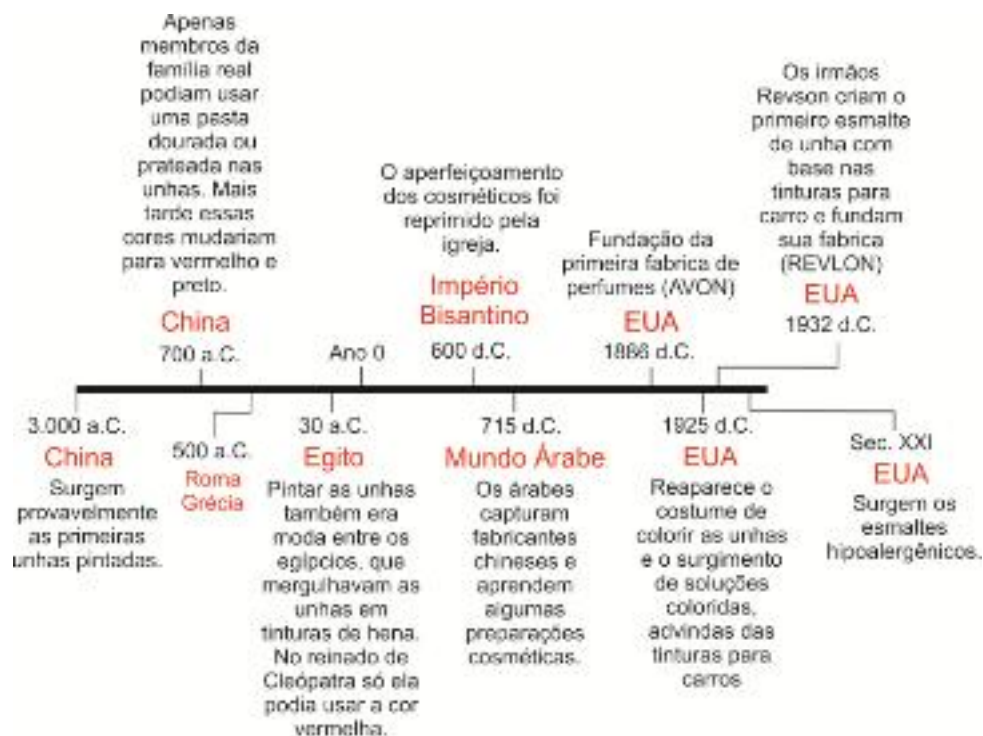 Apenas
membros da
família real
podiam usar
uma pasta
dourada ou
prateada nas
unhas. Mais
tarde essas
cores mudariam
para vermelho e
preto.
China
700 a.C.
Ano 0
O aperfeiçoamento
dos cosméticos foi
reprimido pela
igreja.
Império
Bisantino
600 d.C.
Fundação da
primeira fabrica de
perfumes (AVON)
EUA
1886 d.C.
Os irmãos
Revson criam o
primeiro esmalte
de unha com
base nas
tinturas para
carro e fundam
sua fabrica
(REVLON)
EUA
1932 d.C.
3.000 a.C.
China
Surgem
provavelmente
as primeiras
unhas pintadas.
500 a.C.
Roma
Grécia
30 a.C.
Egito
Pintar as unhas
também era
moda entre os
egípcios, que
mergulhavam as
unhas em
tinturas de hena.
No reinado de
Cleópatra só ela
podia usar a cor
vermelha.
715 d.C.
Mundo Árabe
Os árabes
capturam
fabricantes
chineses e
aprendem
algumas
preparações
cosméticas.
1925 d.C.
EUA
Reaparece o
costume de
colorir as unhas
e o surgimento
de soluções
coloridas,
advindas das
tinturas para
carros
Sec. XXI
EUA
Surgem os
esmaltes
hipoalergênicos.